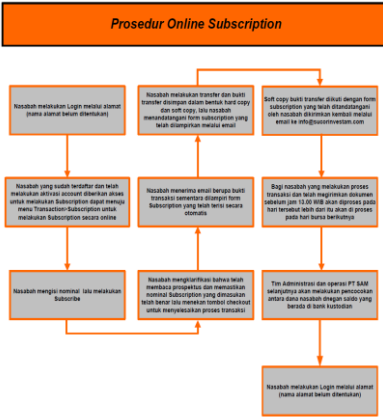 Prosedur Online Subscription
Nasabah melakukan Login melalui alamat
(nama alamat belum ditentukan)
Nasabah yang sudah terdaftar dan telah
melakukan aktivasi account diberikan akses
untuk melakukan Subscription dapat menuju
menu Transaction>Subscription untuk
melakukan Subscription secara online
Nasabah mengisi nominal lalu melakukan
Subscribe
Nasabah mengklarifikasi bahwa telah
membaca prospektus dan memastikan
nominal Subscription yang dimasukan
telah benar lalu menekan tombol checkout
untuk menyelesaikan proses transaksi
Nasabah menerima email berupa bukti
transaksi sementara dilampiri form
Subscription yang telah terisi secara
otomatis
Nasabah melakukan transfer dan bukti
transfer disimpan dalam bentuk hard copy
dan soft copy, lalu nasabah
menandatangani form subscription yang
telah dilampirkan melalui email
Soft copy bukti transfer diikuti dengan form
subscription yang telah ditandatangani
oleh nasabah dikirimkan kembali melalui
email ke info@sucorinvestam.com
Bagi nasabah yang melakukan proses
transaksi dan telah megirimkan dokumen
sebelum jam 13.00 WIB akan diproses pada
hari tersebut lebih dari itu akan di proses
pada hari bursa berikutnya
Tim Administrasi dan operasi PT SAM
selanjutnya akan melakukan pencocokan
antara dana nasabah dengan saldo yang
berada di bank kustodian
Nasabah melakukan Login melalui alamat
(nama alamat belum ditentukan)